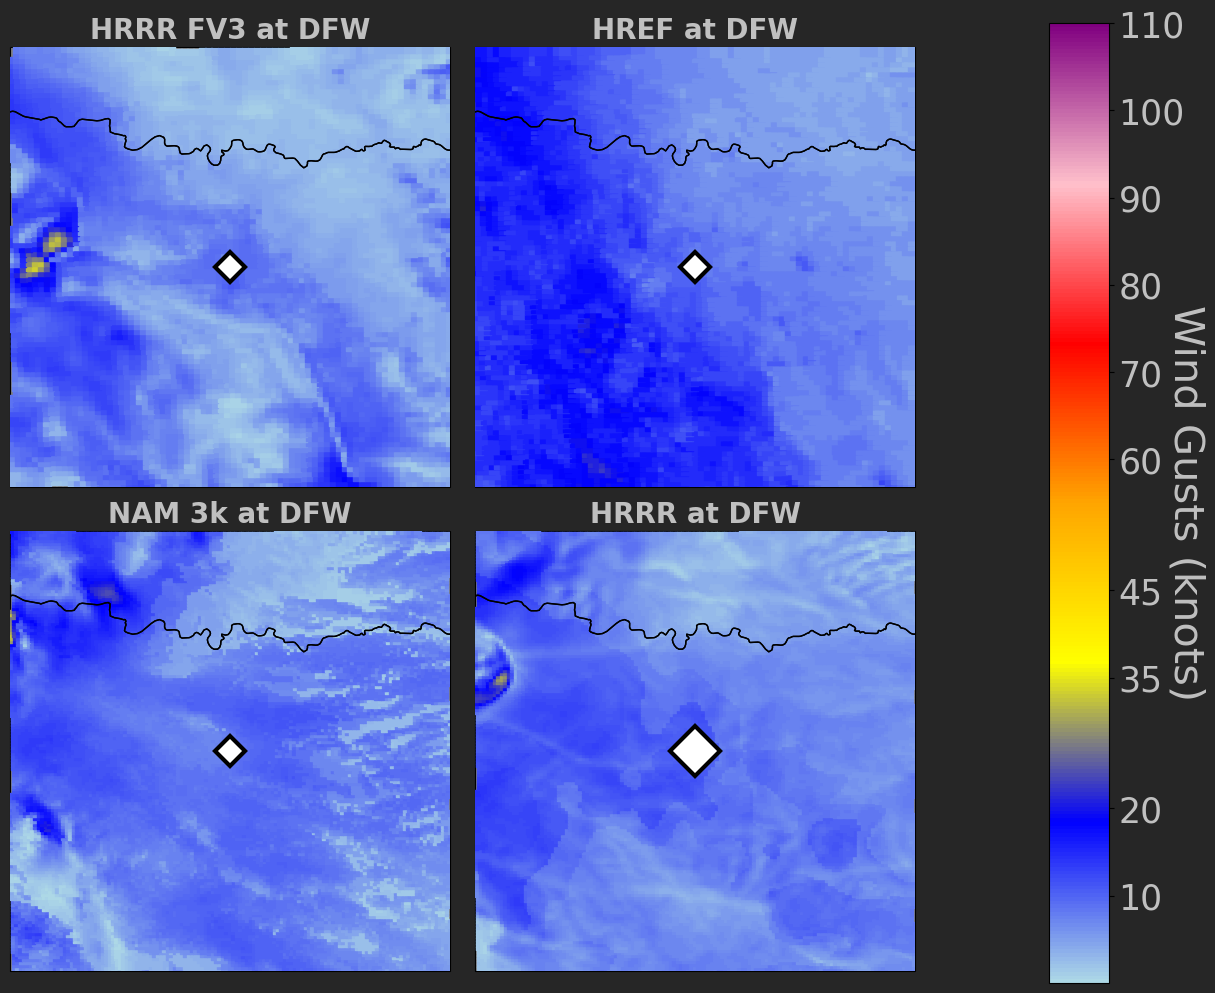 HRRR FV3 at DFW
HREF at DFW
NAM 3k at DFW
HRRR at DFW
110
100
90
80
70
60
45
35
20
10
Wind Gusts (knots)